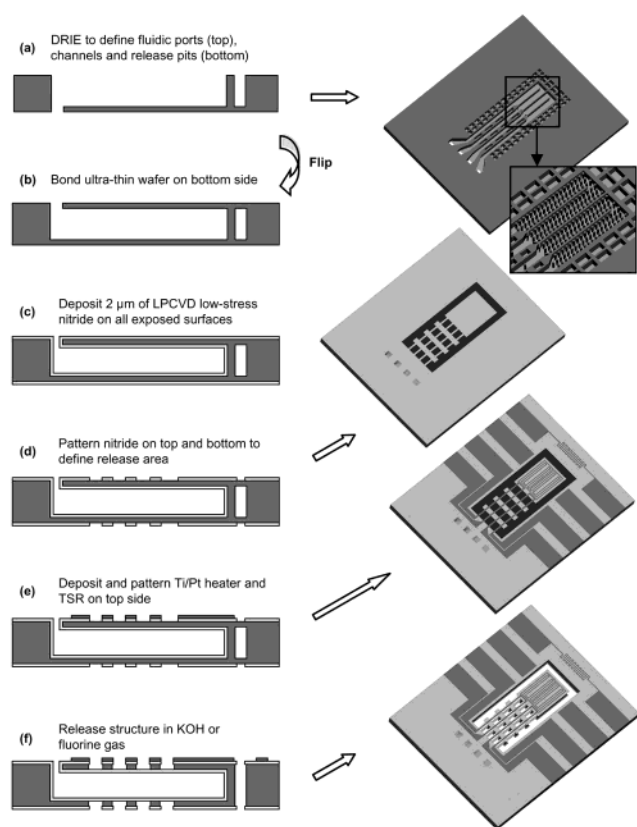 (a) DRIE to define fluidic ports (top),
channels and release pits (bottom)
Flip
(b) Bond ultra-thin wafer on bottom side
(c) Deposit 2 μm of LPCVD low-stress
nitride on all exposed surfaces
(d) Pattern nitride on top and bottom to
define release area
(e) Deposit and pattern Ti/Pt heater and
TSR on top side
(f) Release structure in KOH or
fluorine gas